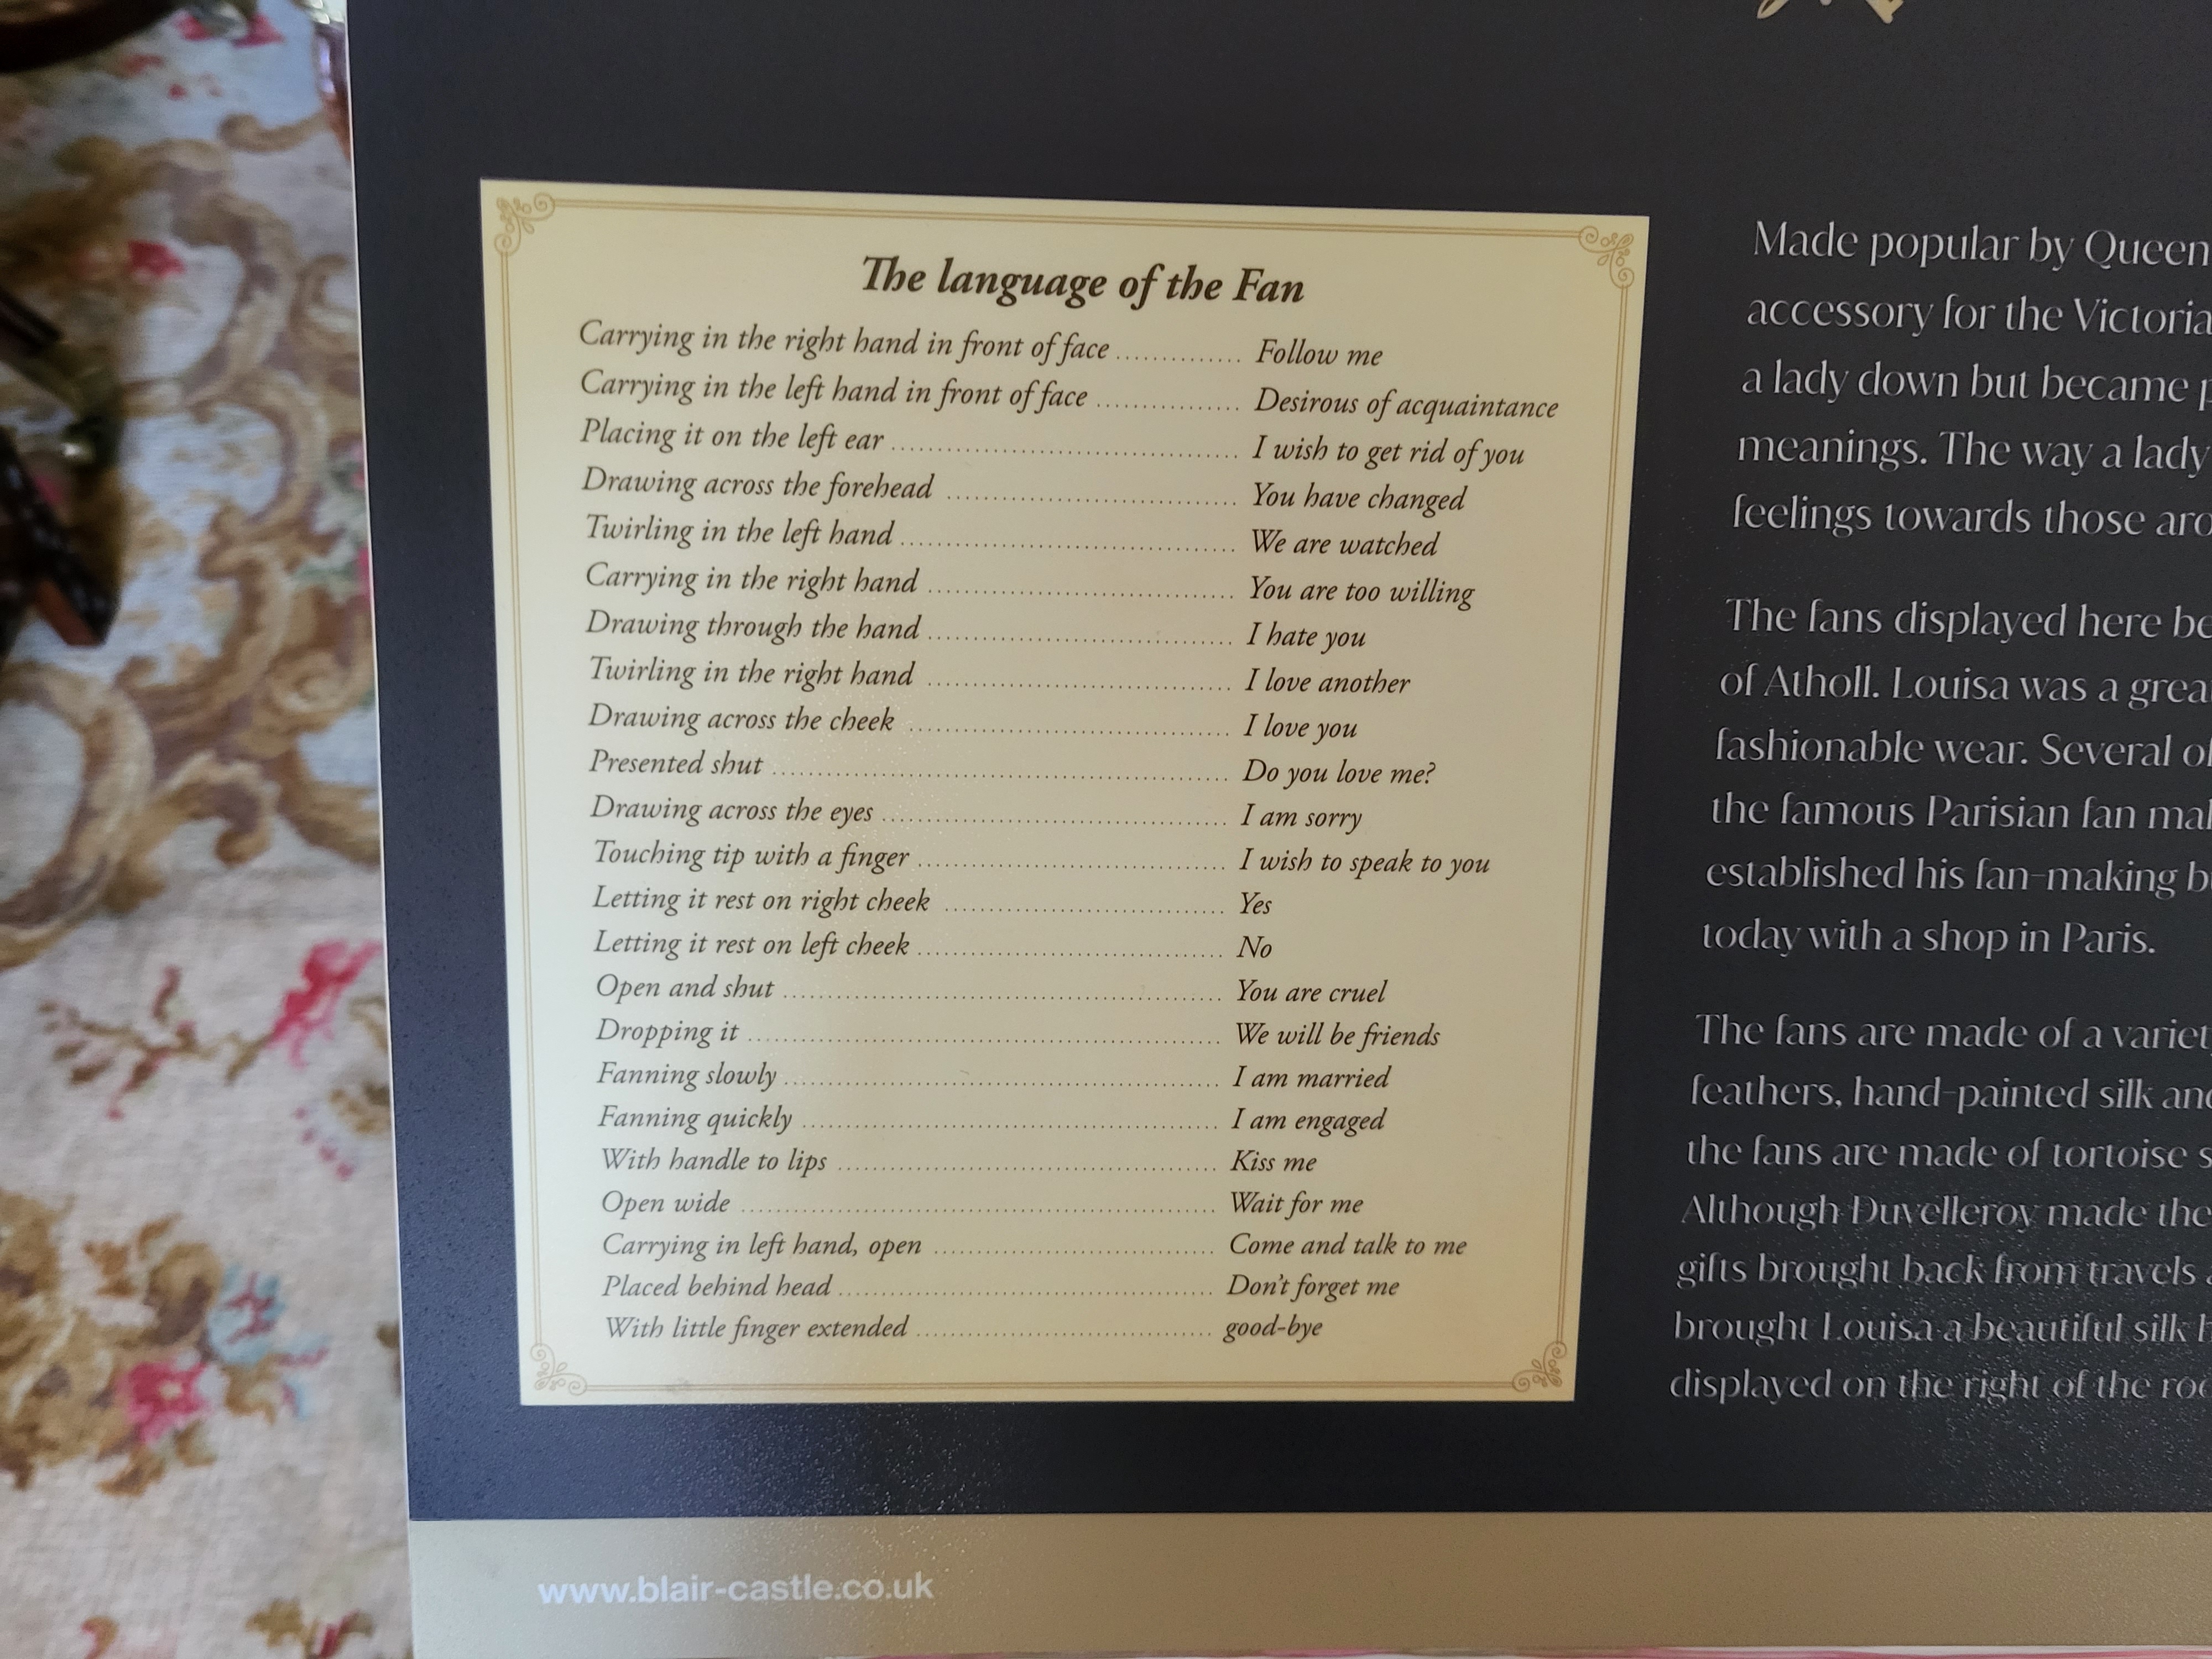 The language of the Fan
Carrying in the right hand in front of face .............. Follow me
Carrying in the left hand in front of face ................ Desirous of acquaintance
Placing it on the left ear ....................................... I wish to get rid of you
Drawing across the forehead ................................. You have changed
Twirling in the left hand ...................................... We are watched
Carrying in the right hand ................................... You are too willing
Drawing through the hand ................................... I hate you
Twirling in the right hand ................................... I love another
Drawing across the cheek ..................................... I love you
Presented shut .................................................... Do you love me?
Drawing across the eyes ........................................ I am sorry
Touching tip with a finger .................................... I wish to speak to you
Letting it rest on right cheek ................................ Yes
Letting it rest on left cheek ................................... No
Open and shut .................................................. You are cruel
Dropping it ...................................................... We will be friends
Fanning slowly .................................................. I am married
Fanning quickly ................................................ I am engaged
With handle to lips ............................................ Kiss me
Open wide ....................................................... Wait for me
Carrying in left hand, open ................................. Come and talk to me
Placed behind head ............................................ Don't forget me
With little finger extended ................................... good-bye
Made popular by Queen
accessory for the
a lady down but became
meanings. The way a lady
feelings towards those
The fans displayed here
of Atholl. Louisa was a
fashionable wear. Several
the famous Parisian fan
established his fan-making
today with a shop in Paris.
The fans are made of a
feathers, hand-painted silk
the fans are made of tortoise
Although Duvelleroy made
gifts brought back from travels
brought Louisa a beautiful silk
displayed on the right of the
www.blair-castle.co.uk